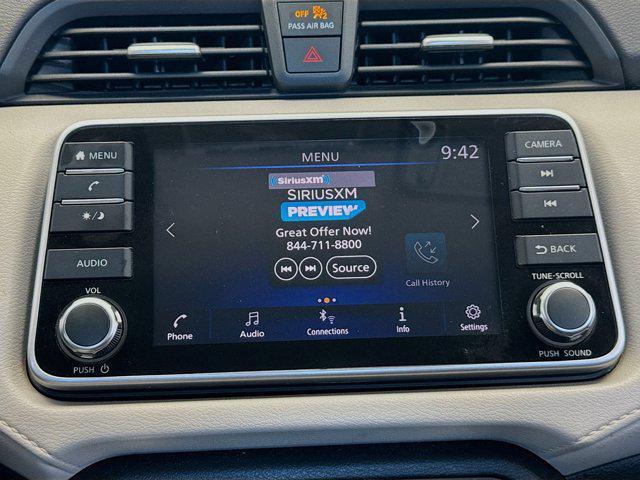 OFF 2
PASS AIR BAG
MENU
MENU
9:42
CAMERA
SiriusXM
SIRIUSXM
PREVIEW
Great Offer Now!
844-711-8800
Source
Call History
AUDIO
BACK
VOL
TUNE-SCROLL
Phone
Audio
Connections
Info
Settings
PUSH
PUSH SOUND